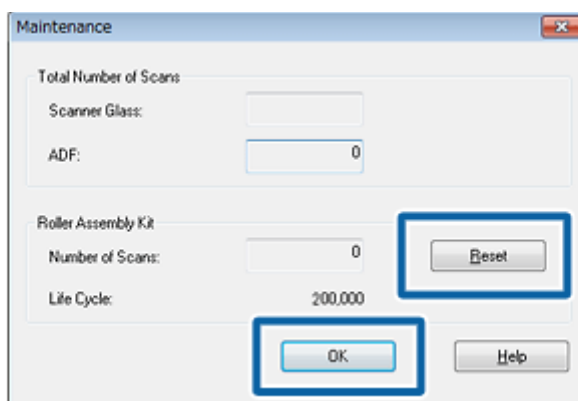 Maintenance
Total Number of Scans
Scanner Glass:
ADF: 0
Roller Assembly Kit
Number of Scans: 0 Reset
Life Cycle: 200,000
OK Help